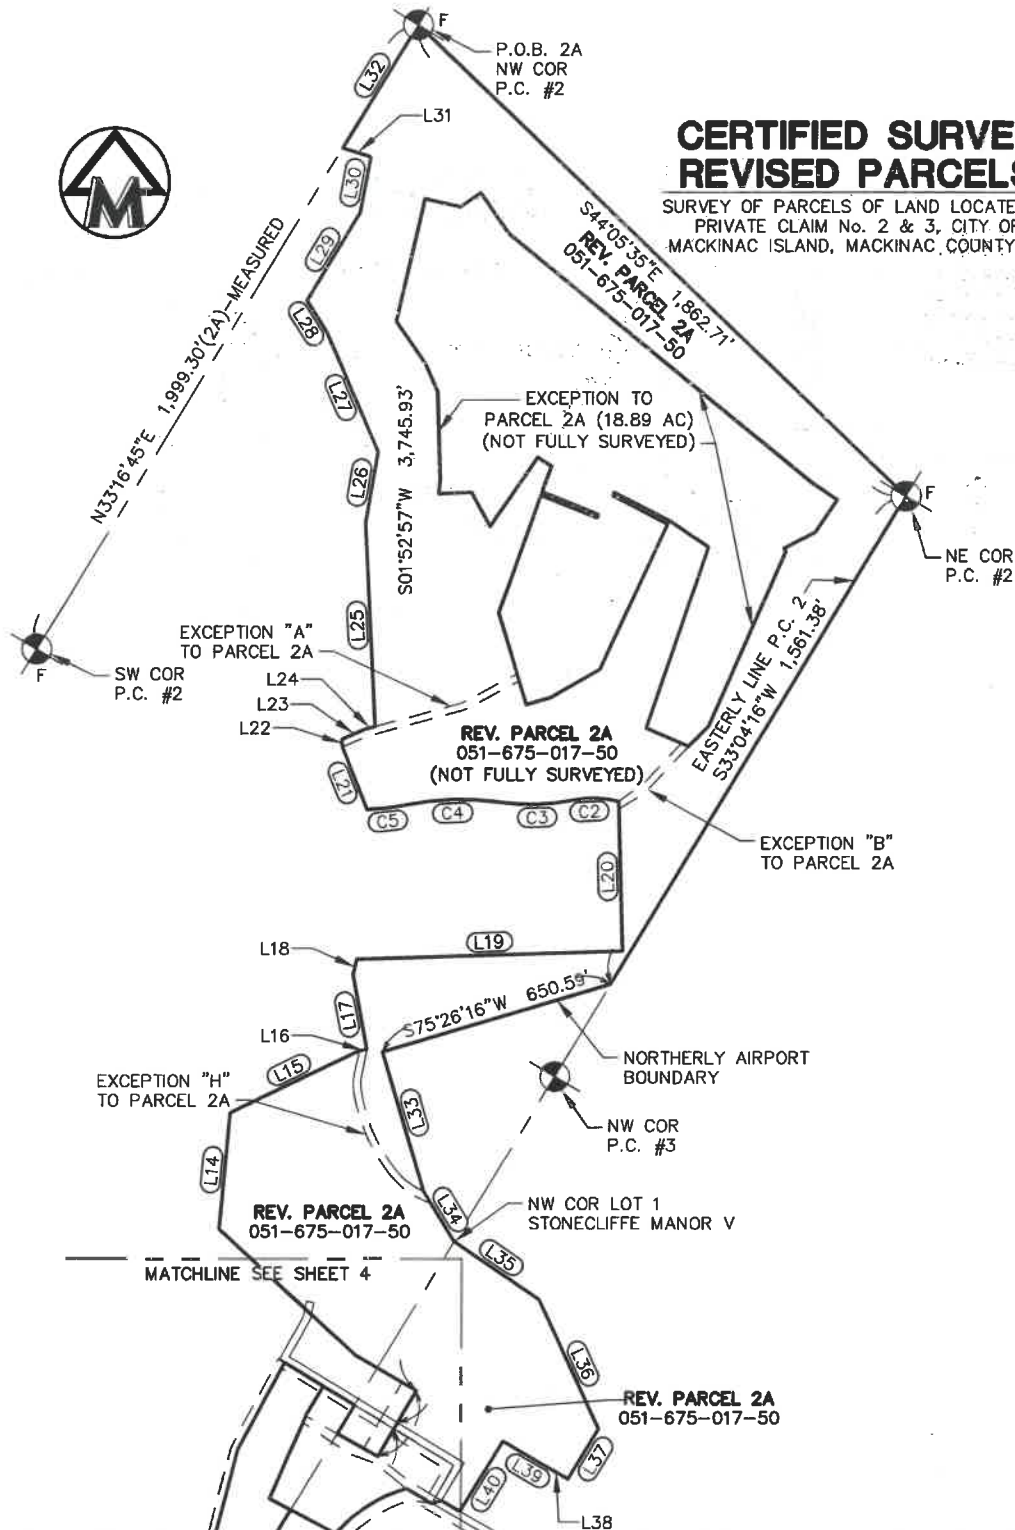 F
P.O.B. 2A
NW COR
P.C. #2
L32
L31
CERTIFIED SURVE
REVISED PARCELS
SURVEY OF PARCELS OF LAND LOCATE
PRIVATE CLAIM No. 2 & 3, CITY OF
MACKINAC ISLAND, MACKINAC COUNTY
M
L30
L29
L28
L27
L26
L25
N33°16'45"E 1,999.30'(2A)-MEASURED
S44°05'35"E 1,862.71'
REV. PARCEL 2A
051-675-017-50
EXCEPTION TO
PARCEL 2A (18.89 AC)
(NOT FULLY SURVEYED)
S01°52'57"W 3,745.93'
F
NE COR
P.C. #2
EASTERLY LINE P.C. 2
S33°04'16"W 1,561.38'
F
SW COR
P.C. #2
EXCEPTION "A"
TO PARCEL 2A
L24
L23
L22
L21
REV. PARCEL 2A
051-675-017-50
(NOT FULLY SURVEYED)
C5
C4
C3
C2
EXCEPTION "B"
TO PARCEL 2A
L20
L19
L18
L17
L16
L15
S75°26'16"W 650.59'
NORTHERLY AIRPORT
BOUNDARY
EXCEPTION "H"
TO PARCEL 2A
L33
NW COR
P.C. #3
L14
REV. PARCEL 2A
051-675-017-50
L34
NW COR LOT 1
STONECLIFFE MANOR V
L35
MATCHLINE SEE SHEET 4
L36
REV. PARCEL 2A
051-675-017-50
L37
L39
L40
L38